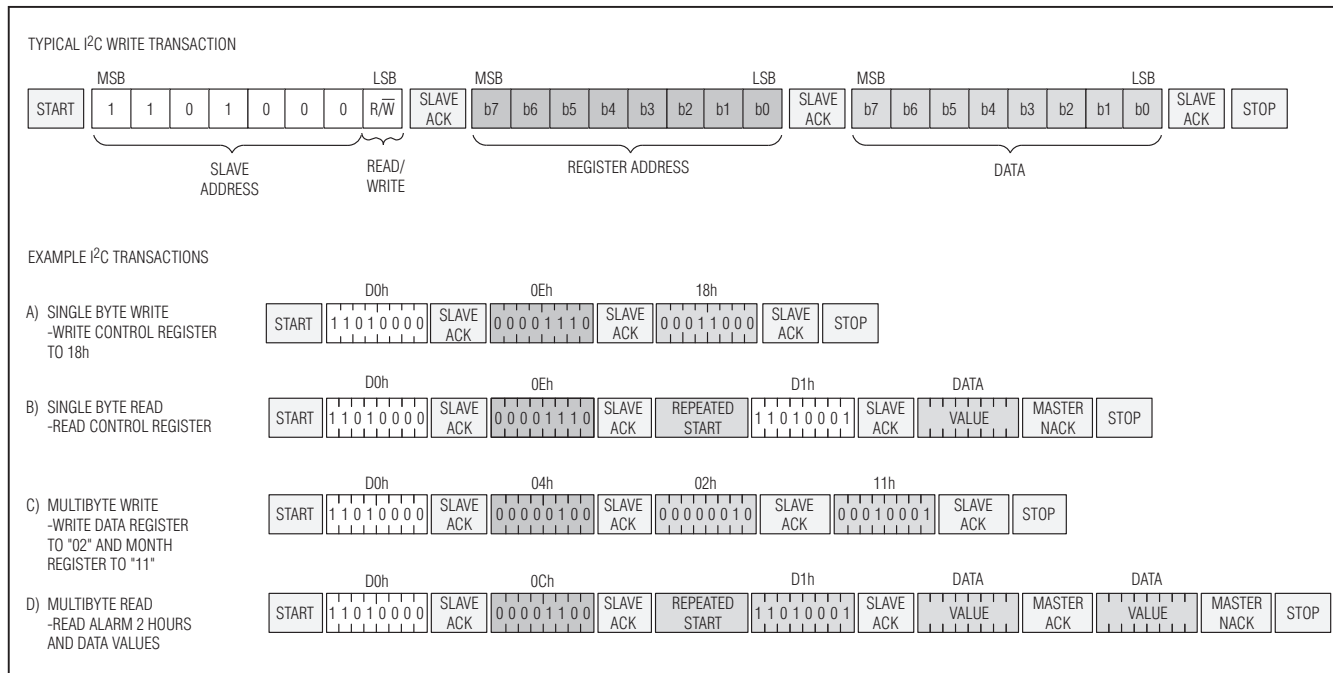 TYPICAL I2C WRITE TRANSACTION
MSB LSB MSB LSB MSB LSB
START 1 1 0 1 0 0 0 R/W̅ SLAVE ACK b7 b6 b5 b4 b3 b2 b1 b0 SLAVE ACK b7 b6 b5 b4 b3 b2 b1 b0 SLAVE ACK STOP
SLAVE ADDRESS READ/WRITE REGISTER ADDRESS DATA
EXAMPLE I2C TRANSACTIONS
D0h 0Eh 18h
A) SINGLE BYTE WRITE
-WRITE CONTROL REGISTER
TO 18h
START 11010000 SLAVE ACK 00001110 SLAVE ACK 00011000 SLAVE ACK STOP
D0h 0Eh D1h DATA
B) SINGLE BYTE READ
-READ CONTROL REGISTER
START 11010000 SLAVE ACK 00001110 SLAVE ACK REPEATED START 11010001 SLAVE ACK VALUE MASTER NACK STOP
D0h 04h 02h 11h
C) MULTIBYTE WRITE
-WRITE DATA REGISTER
TO "02" AND MONTH
REGISTER TO "11"
START 11010000 SLAVE ACK 00000100 SLAVE ACK 00000010 SLAVE ACK 00010001 SLAVE ACK STOP
D0h 0Ch D1h DATA DATA
D) MULTIBYTE READ
-READ ALARM 2 HOURS
AND DATA VALUES
START 11010000 SLAVE ACK 00001100 SLAVE ACK REPEATED START 11010001 SLAVE ACK VALUE MASTER ACK VALUE MASTER NACK STOP